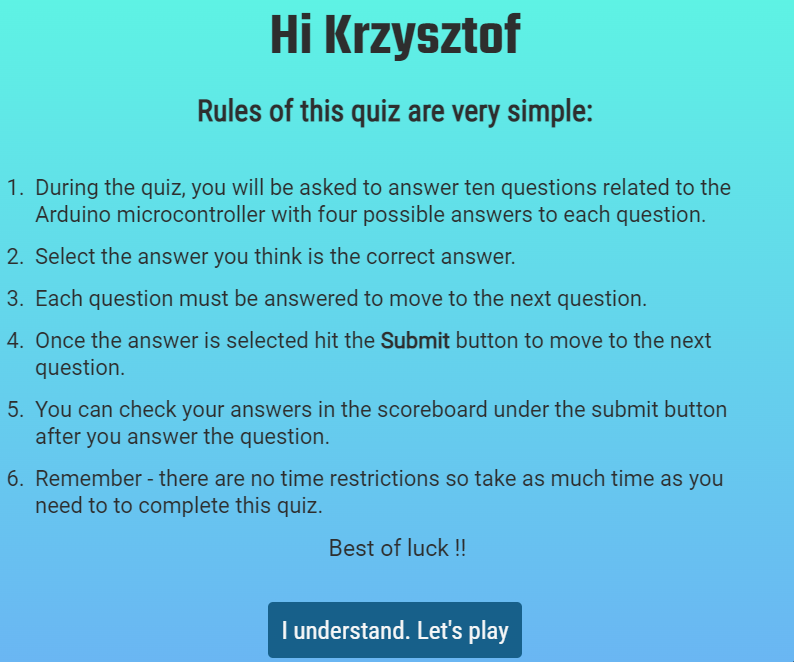 Hi Krzysztof
Rules of this quiz are very simple:
1. During the quiz, you will be asked to answer ten questions related to the
Arduino microcontroller with four possible answers to each question.
2. Select the answer you think is the correct answer.
3. Each question must be answered to move to the next question.
4. Once the answer is selected hit the Submit button to move to the next
question.
5. You can check your answers in the scoreboard under the submit button
after you answer the question.
6. Remember - there are no time restrictions so take as much time as you
need to to complete this quiz.
Best of luck !!
I understand. Let's play